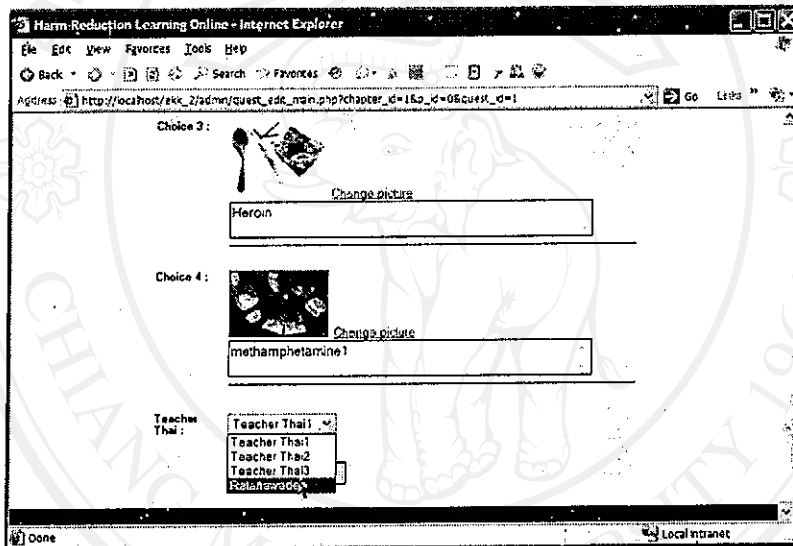 Harm Reduction Learning Online - Internet Explorer
File Edit View Favorites Tools Help
Back Search Favorites
Address http://localhost/ekk_2/admin/quest_edit_main.php?chapter_id=1&p_id=0&quest_id=1 Go Links »
Choice 3 :
Change picture
Heroin
Choice 4 :
Change picture
methamphetamine1
Teacher
Thai :
Teacher Thai1
Teacher Thai1
Teacher Thai2
Teacher Thai3
Done Local intranet
CHIANG